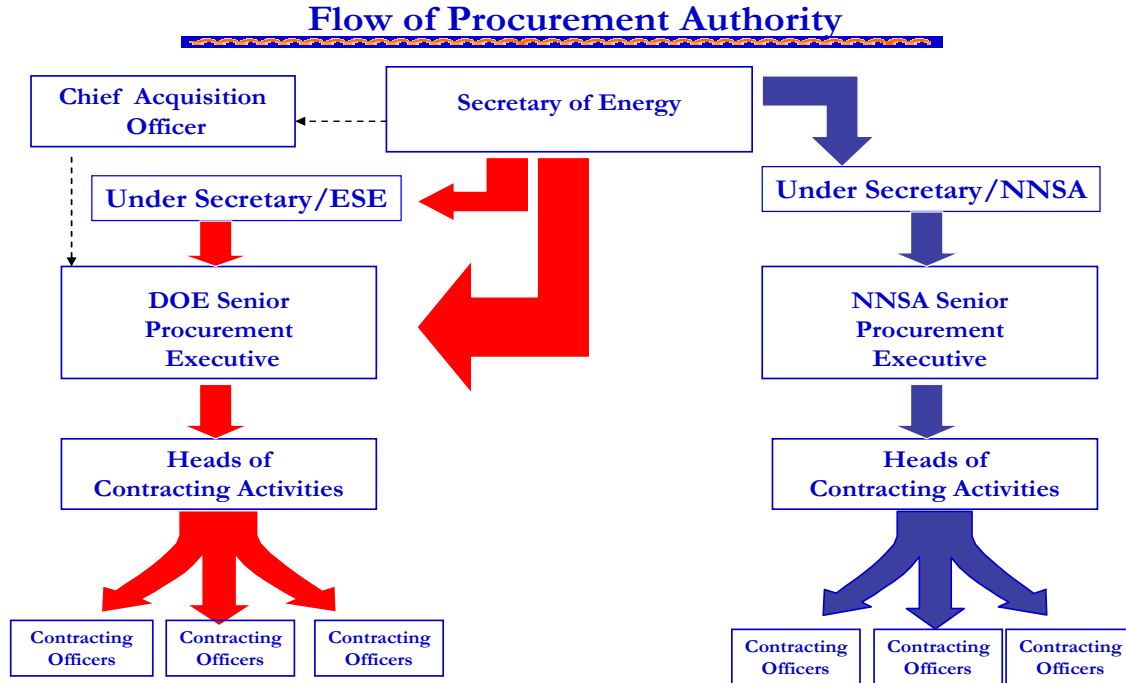 Flow of Procurement Authority
Chief Acquisition
Officer
Secretary of Energy
Under Secretary/ESE
Under Secretary/NNSA
DOE Senior
Procurement
Executive
NNSA Senior
Procurement
Executive
Heads of
Contracting Activities
Heads of
Contracting Activities
Contracting
Officers
Contracting
Officers
Contracting
Officers
Contracting
Officers
Contracting
Officers
Contracting
Officers